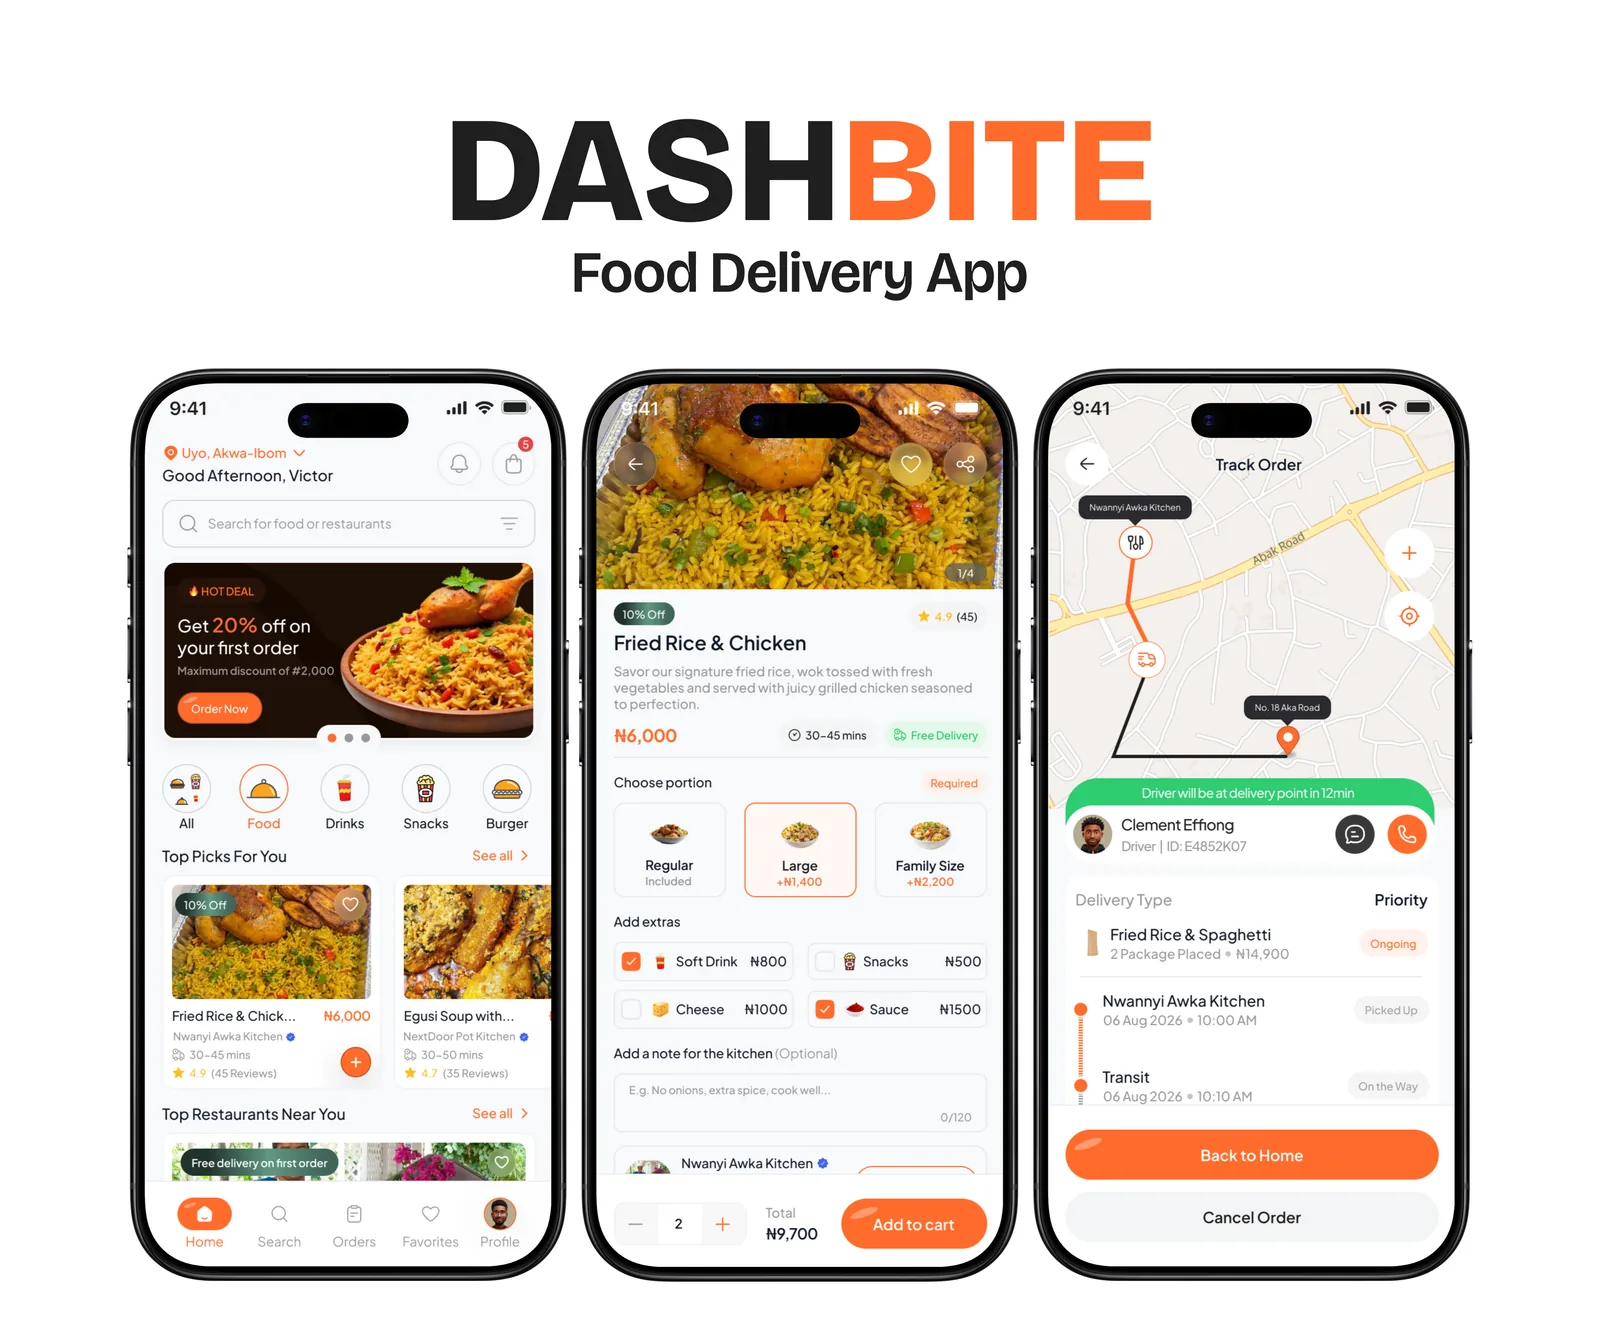 DASHBITE
Food Delivery App
9:41
Uyo, Akwa-Ibom
5
Good Afternoon, Victor
Search for food or restaurants
HOT DEAL
Get 20% off on
your first order
Maximum discount of #2,000
Order Now
All
Food
Drinks
Snacks
Burger
Top Picks For You
See all
10% Off
Fried Rice & Chick...
₦6,000
Nwanyi Awka Kitchen
30-45 mins
4.9 (45 Reviews)
Egusi Soup with...
NextDoor Pot Kitchen
30-50 mins
4.7 (35 Reviews)
Top Restaurants Near You
See all
Free delivery on first order
Home
Search
Orders
Favorites
Profile
9:41
1/4
10% Off
4.9 (45)
Fried Rice & Chicken
Savor our signature fried rice, wok tossed with fresh
vegetables and served with juicy grilled chicken seasoned
to perfection.
₦6,000
30-45 mins
Free Delivery
Choose portion
Required
Regular
Included
Large
+₦1,400
Family Size
+₦2,200
Add extras
Soft Drink ₦800
Snacks ₦500
Cheese ₦1000
Sauce ₦1500
Add a note for the kitchen (Optional)
E.g. No onions, extra spice, cook well...
0/120
Nwanyi Awka Kitchen
2
Total
₦9,700
Add to cart
9:41
Track Order
Nwannyi Awka Kitchen
Abak Road
No. 18 Aka Road
Driver will be at delivery point in 12min
Clement Effiong
Driver | ID: E4852K07
Delivery Type
Priority
Fried Rice & Spaghetti
2 Package Placed • ₦14,900
Ongoing
Nwannyi Awka Kitchen
06 Aug 2026 • 10:00 AM
Picked Up
Transit
06 Aug 2026 • 10:10 AM
On the Way
Back to Home
Cancel Order